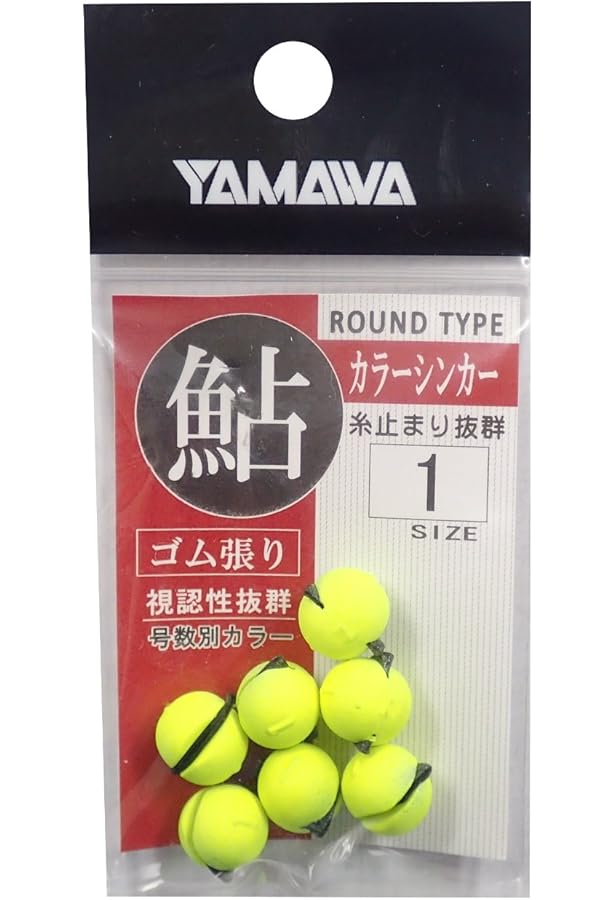 YAMAWA
鮎
ROUND TYPE
カラーシンカー
糸止まり抜群
1
SIZE
ゴム張り
視認性抜群
号数別カラー